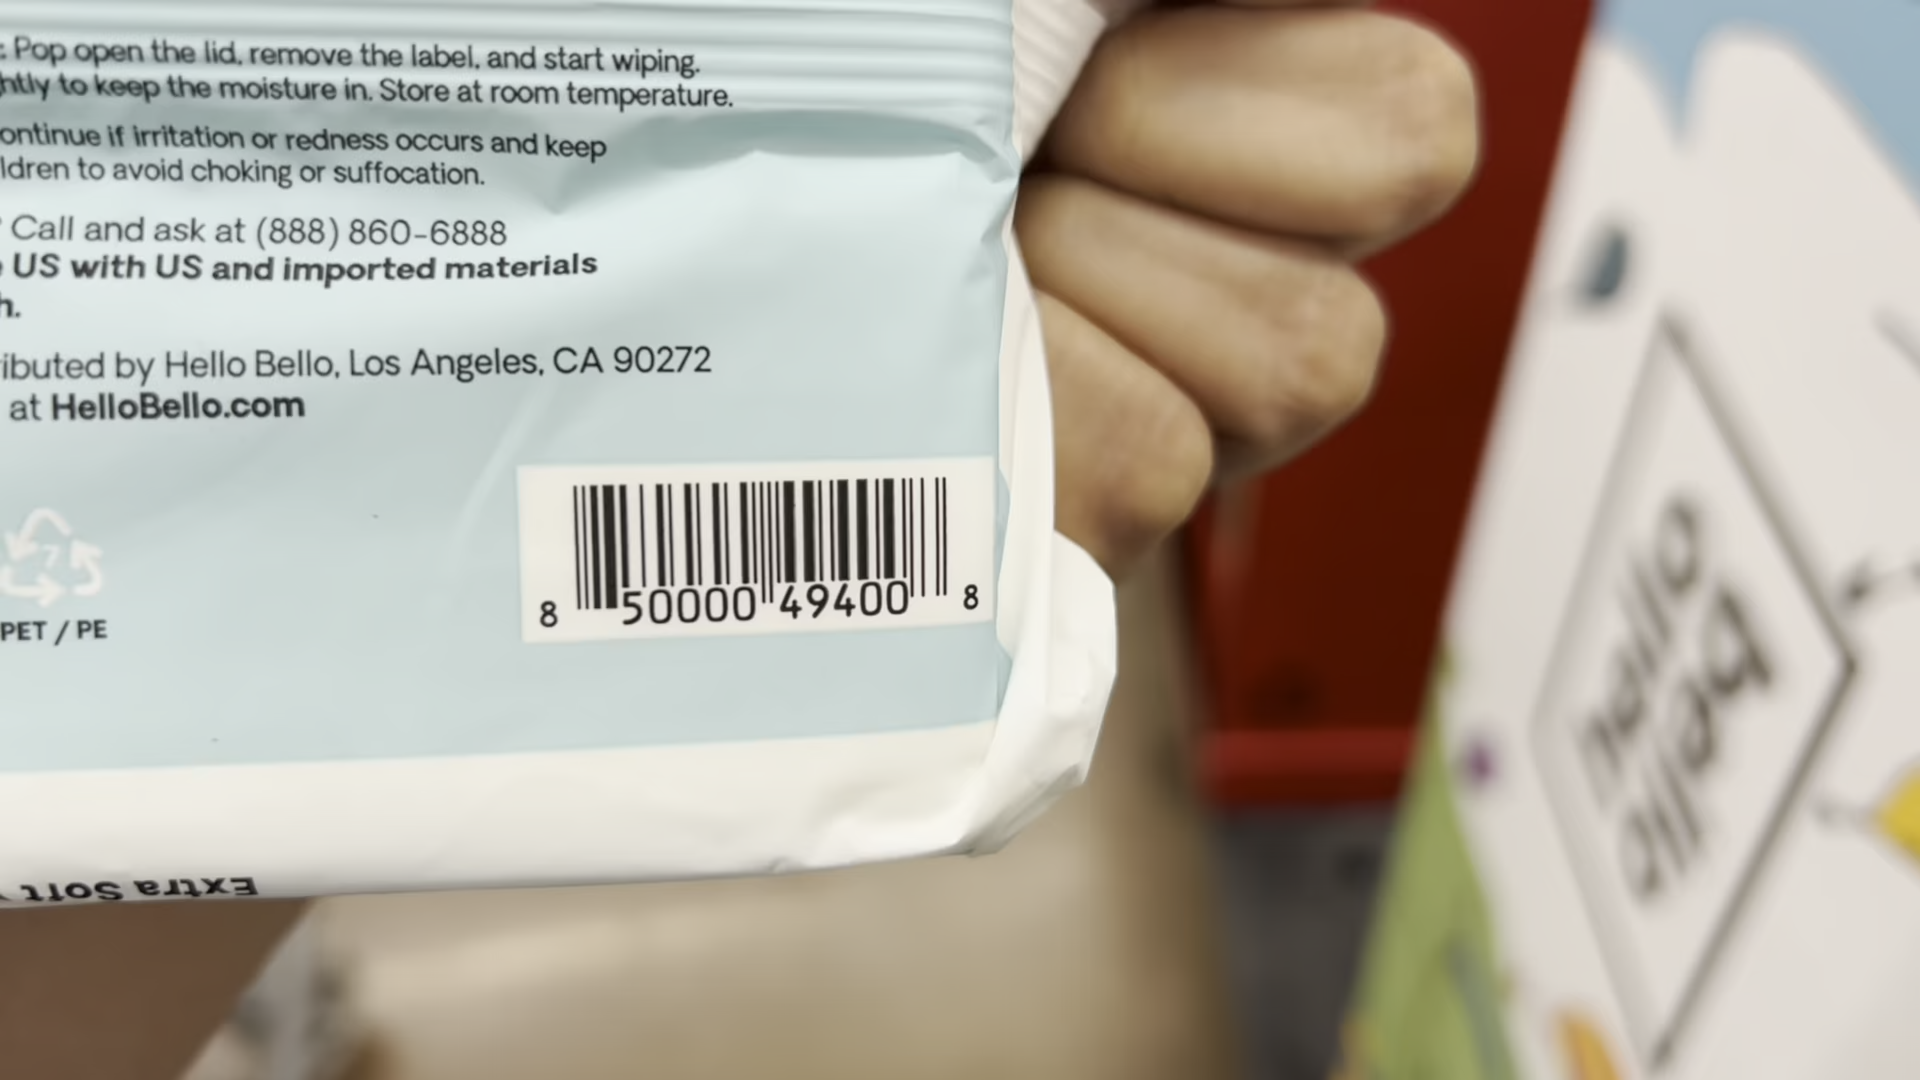 : Pop open the lid, remove the label, and start wiping.
htly to keep the moisture in. Store at room temperature.
ontinue if irritation or redness occurs and keep
ldren to avoid choking or suffocation.
Call and ask at (888) 860-6888
US with US and imported materials
h.
ributed by Hello Bello, Los Angeles, CA 90272
at HelloBello.com
7
PET / PE
8 50000 49400 8
Extra Soft
hello
bello